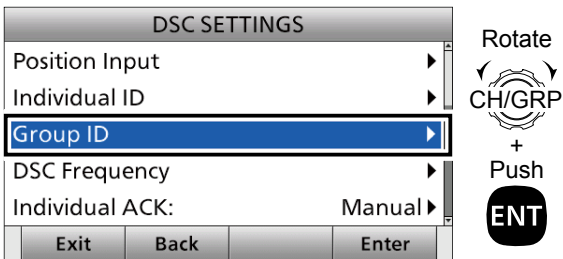 DSC SETTINGS
Position Input
Individual ID
Group ID
DSC Frequency
Individual ACK: Manual
Exit Back Enter
Rotate
CH/GRP
+
Push
ENT